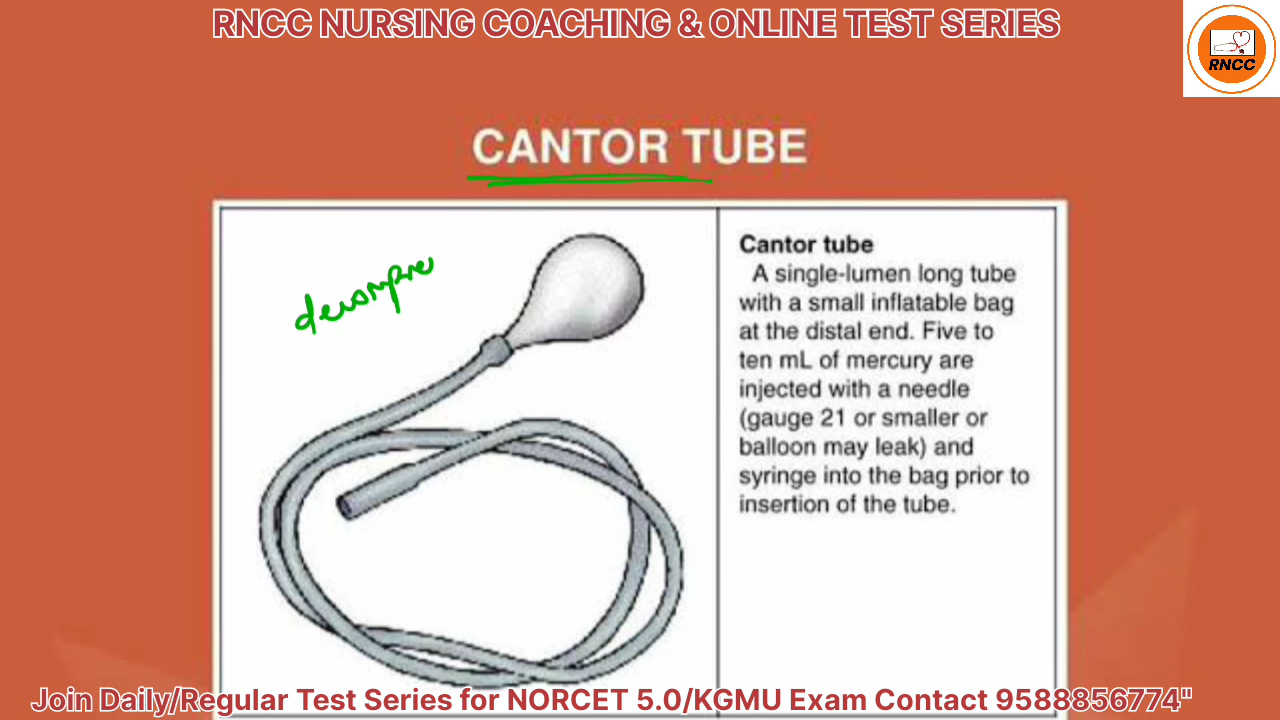 RNCC NURSING COACHING & ONLINE TEST SERIES
RNCC
CANTOR TUBE
decompre
Cantor tube
A single-lumen long tube
with a small inflatable bag
at the distal end. Five to
ten mL of mercury are
injected with a needle
(gauge 21 or smaller or
balloon may leak) and
syringe into the bag prior to
insertion of the tube.
Join Daily/Regular Test Series for NORCET 5.0/KGMU Exam Contact 9588856774"